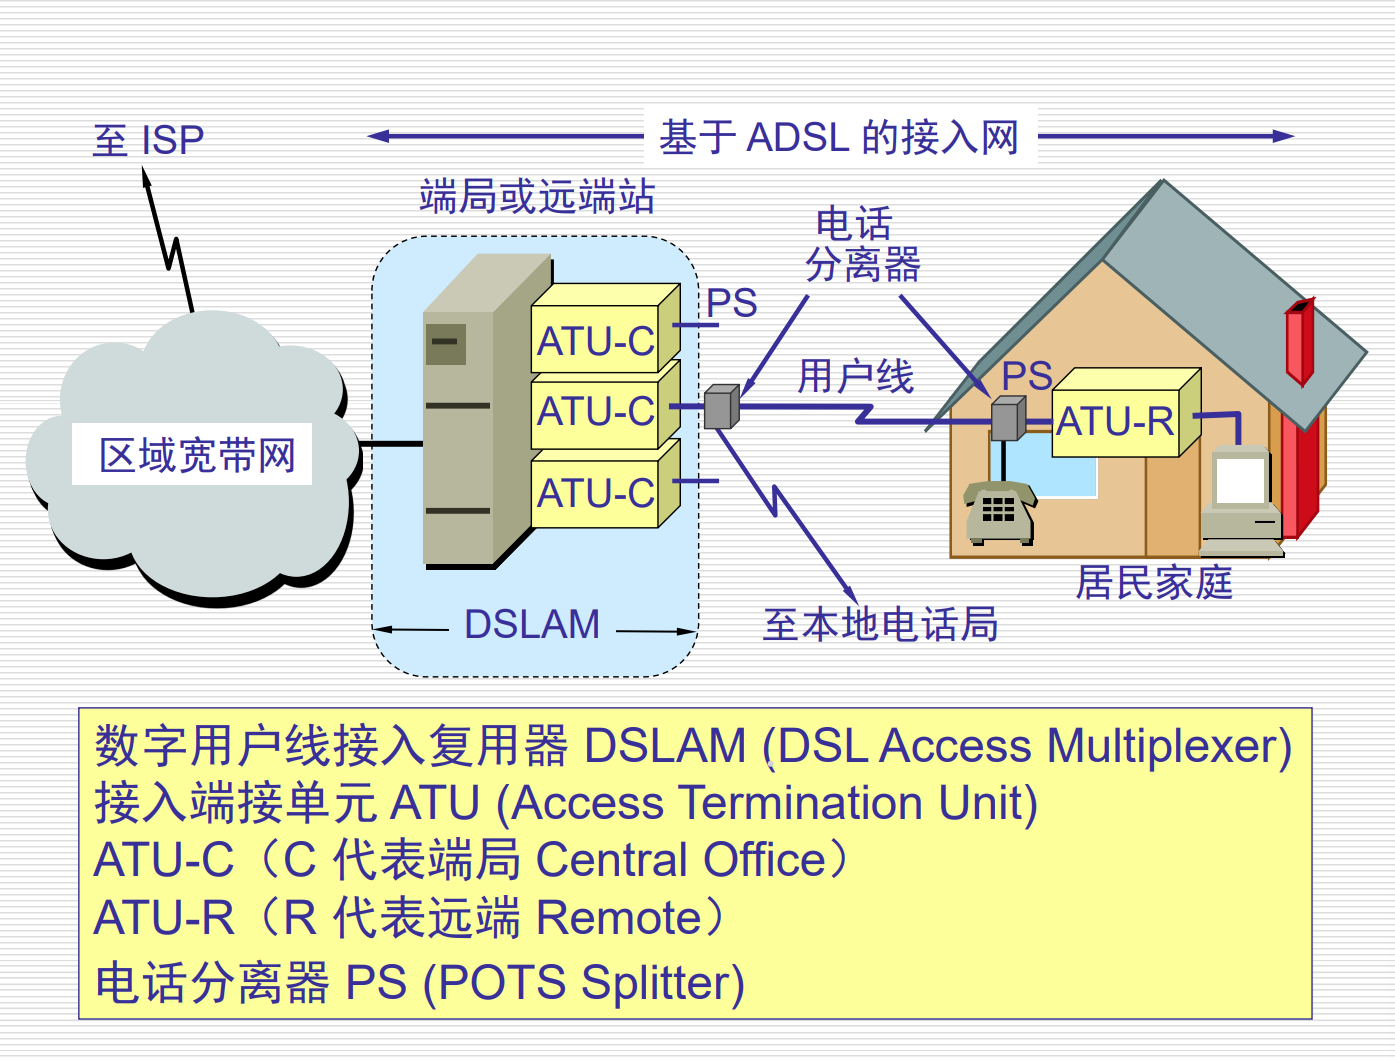 至 ISP
基于 ADSL 的接入网
端局或远端站
电话
分离器
PS
ATU-C
用户线
PS
ATU-C
ATU-R
区域宽带网
ATU-C
居民家庭
DSLAM
至本地电话局
数字用户线接入复用器 DSLAM (DSL Access Multiplexer)
接入端接单元 ATU (Access Termination Unit)
ATU-C（C 代表端局 Central Office）
ATU-R（R 代表远端 Remote）
电话分离器 PS (POTS Splitter)